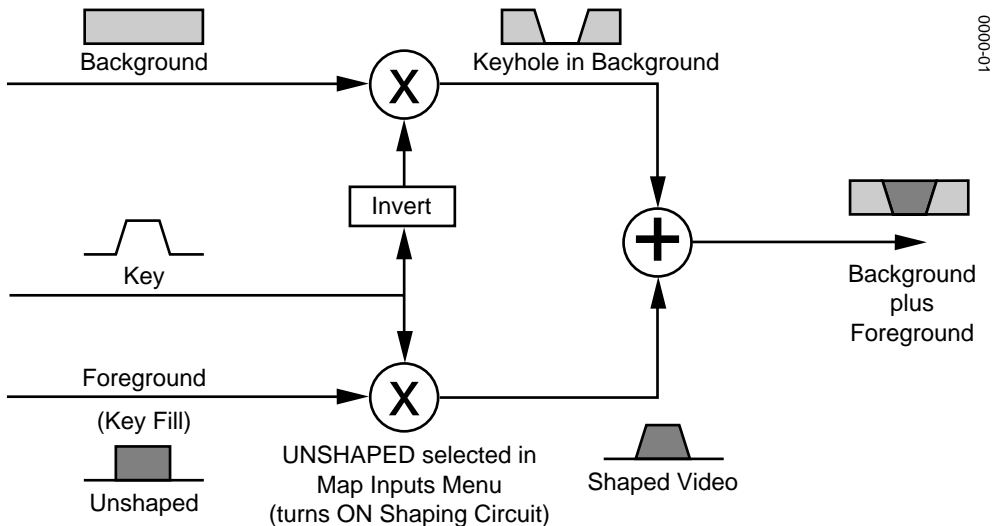 0000-01
Background
Keyhole in Background
X
Invert
Key
+
Background
plus
Foreground
Foreground
(Key Fill)
X
Unshaped
UNSHAPED selected in
Map Inputs Menu
(turns ON Shaping Circuit)
Shaped Video